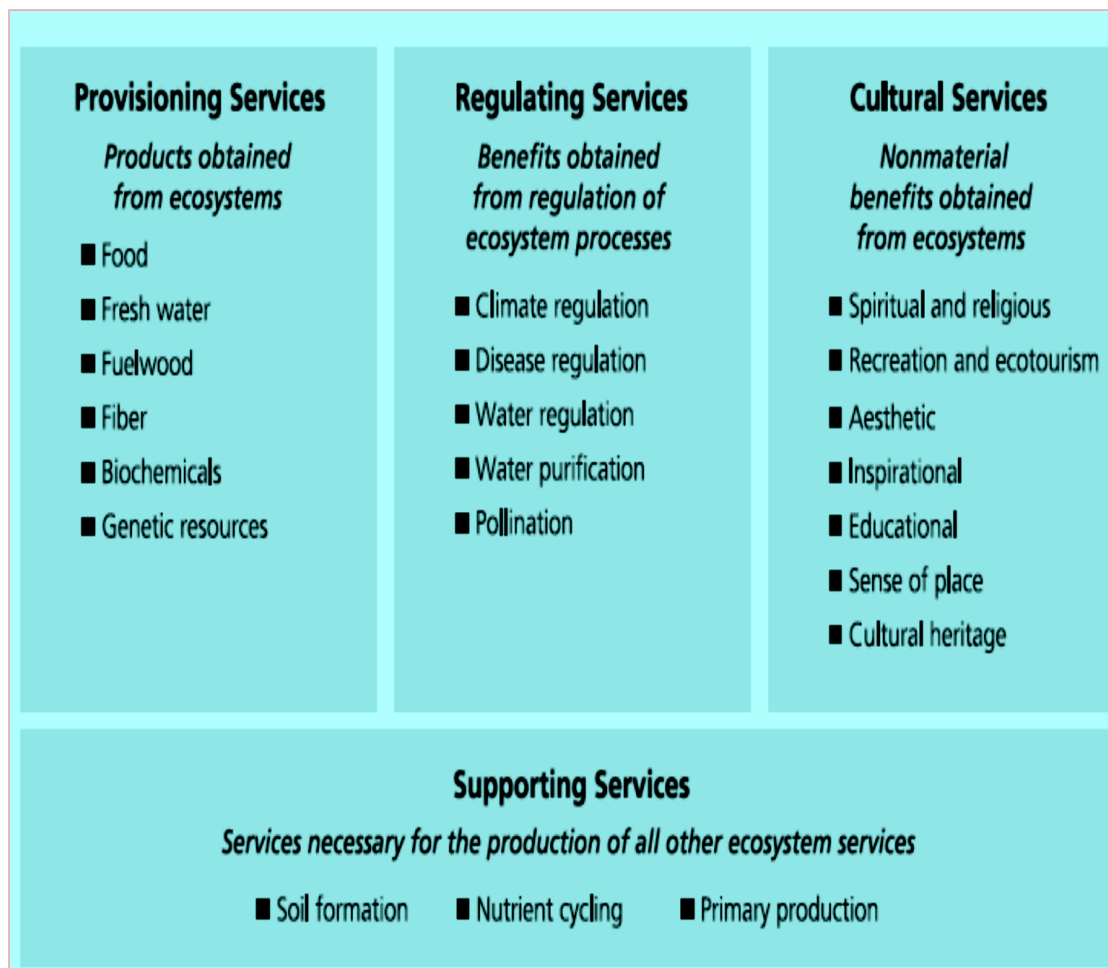 Provisioning Services
Products obtained
from ecosystems
■ Food
■ Fresh water
■ Fuelwood
■ Fiber
■ Biochemicals
■ Genetic resources
Regulating Services
Benefits obtained
from regulation of
ecosystem processes
■ Climate regulation
■ Disease regulation
■ Water regulation
■ Water purification
■ Pollination
Cultural Services
Nonmaterial
benefits obtained
from ecosystems
■ Spiritual and religious
■ Recreation and ecotourism
■ Aesthetic
■ Inspirational
■ Educational
■ Sense of place
■ Cultural heritage
Supporting Services
Services necessary for the production of all other ecosystem services
■ Soil formation ■ Nutrient cycling ■ Primary production